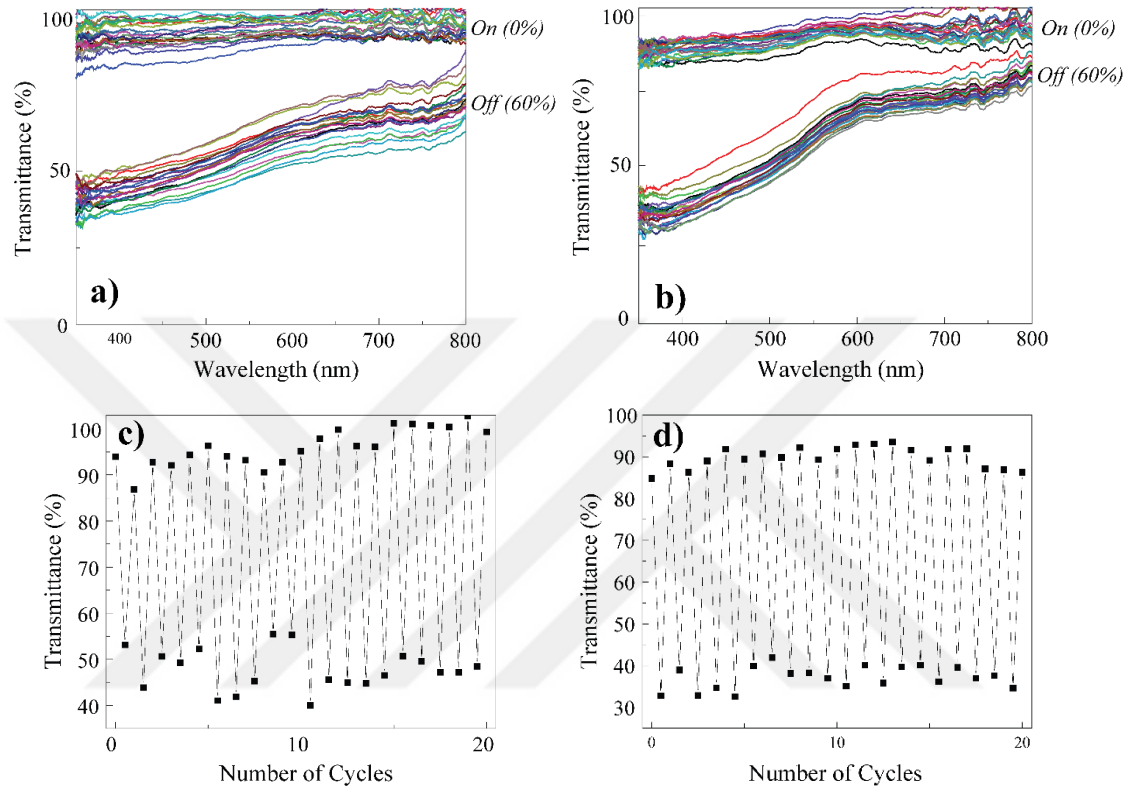 100
50
0
Transmittance (%)
On (0%)
Off (60%)
a)
400 500 600 700 800
Wavelength (nm)
100
50
0
Transmittance (%)
On (0%)
Off (60%)
b)
400 500 600 700 800
Wavelength (nm)
c)
100
90
80
70
60
50
40
Transmittance (%)
0 10 20
Number of Cycles
d)
100
90
80
70
60
50
40
30
Transmittance (%)
0 10 20
Number of Cycles